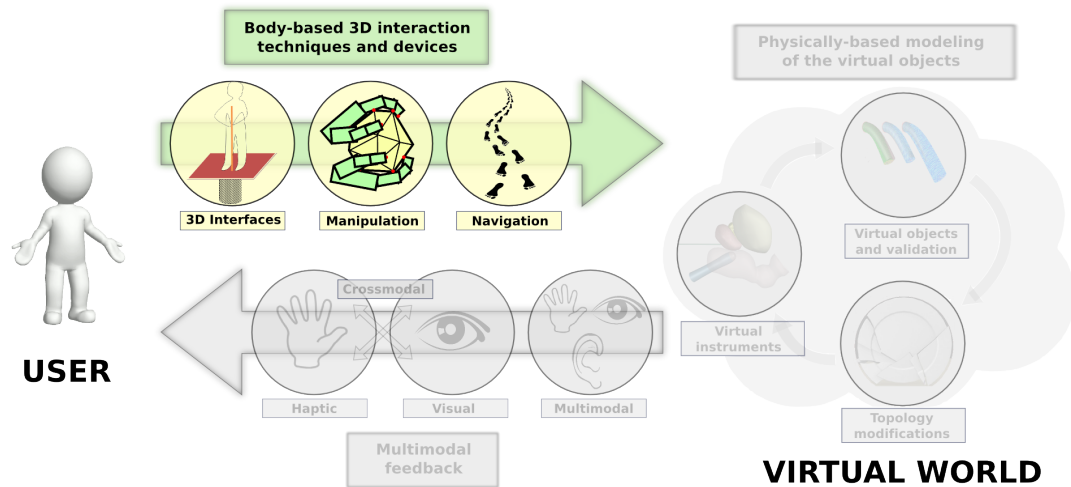 Body-based 3D interaction
techniques and devices
Physically-based modeling
of the virtual objects
3D Interfaces
Manipulation
Navigation
Virtual objects
and validation
Crossmodal
Virtual
instruments
USER
Haptic
Visual
Multimodal
Topology
modifications
Multimodal
feedback
VIRTUAL WORLD